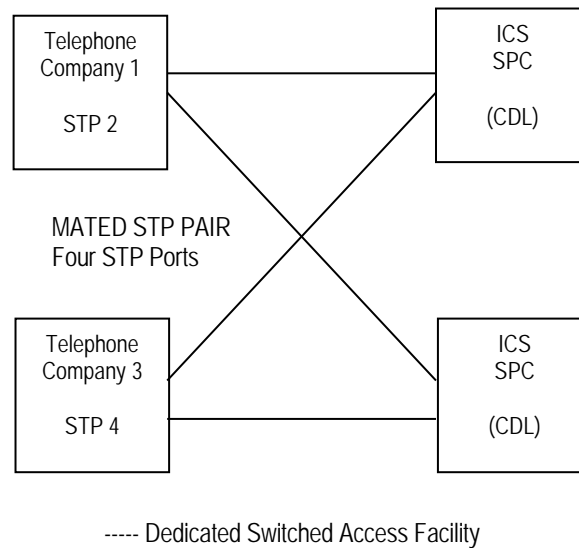 Telephone
Company 1
STP 2
ICS
SPC
(CDL)
MATED STP PAIR
Four STP Ports
Telephone
Company 3
STP 4
ICS
SPC
(CDL)
----- Dedicated Switched Access Facility